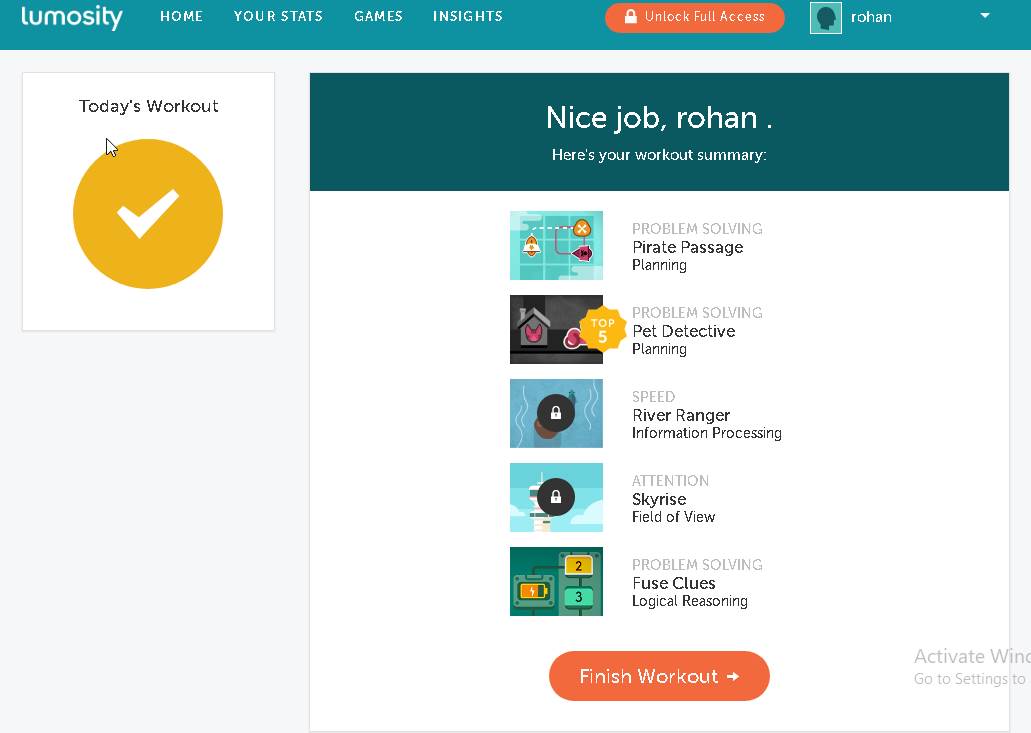 lumosity HOME YOUR STATS GAMES INSIGHTS Unlock Full Access rohan
Today's Workout
Nice job, rohan .
Here's your workout summary:
PROBLEM SOLVING
Pirate Passage
Planning
TOP
5
PROBLEM SOLVING
Pet Detective
Planning
SPEED
River Ranger
Information Processing
ATTENTION
Skyrise
Field of View
2
3
PROBLEM SOLVING
Fuse Clues
Logical Reasoning
Finish Workout
Activate
Go to Settings to